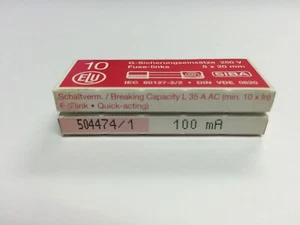 10
G-Sicherungseinsätze 250 V
Fuse-links 5 x 20 mm
ELU
SIBA
IEC 60127-2/2 DIN VDE 0820
Schaltverm. / Breaking Capacity L 35 A AC (min. 10 x In)
F (flink • Quick-acting)
504474/1 100 mA